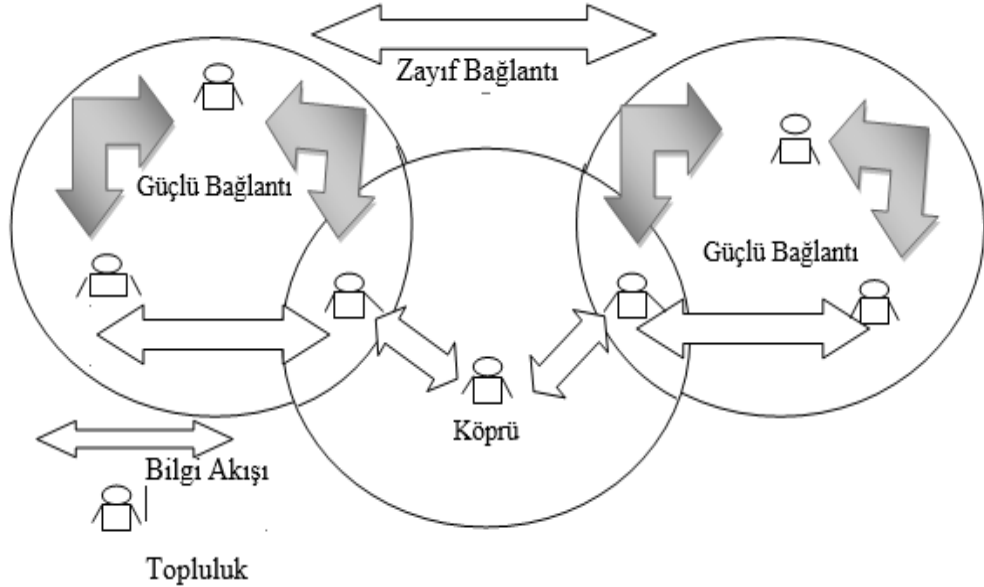 Zayıf Bağlantı
Güçlü Bağlantı
Güçlü Bağlantı
Köprü
Bilgi Akışı
Topluluk